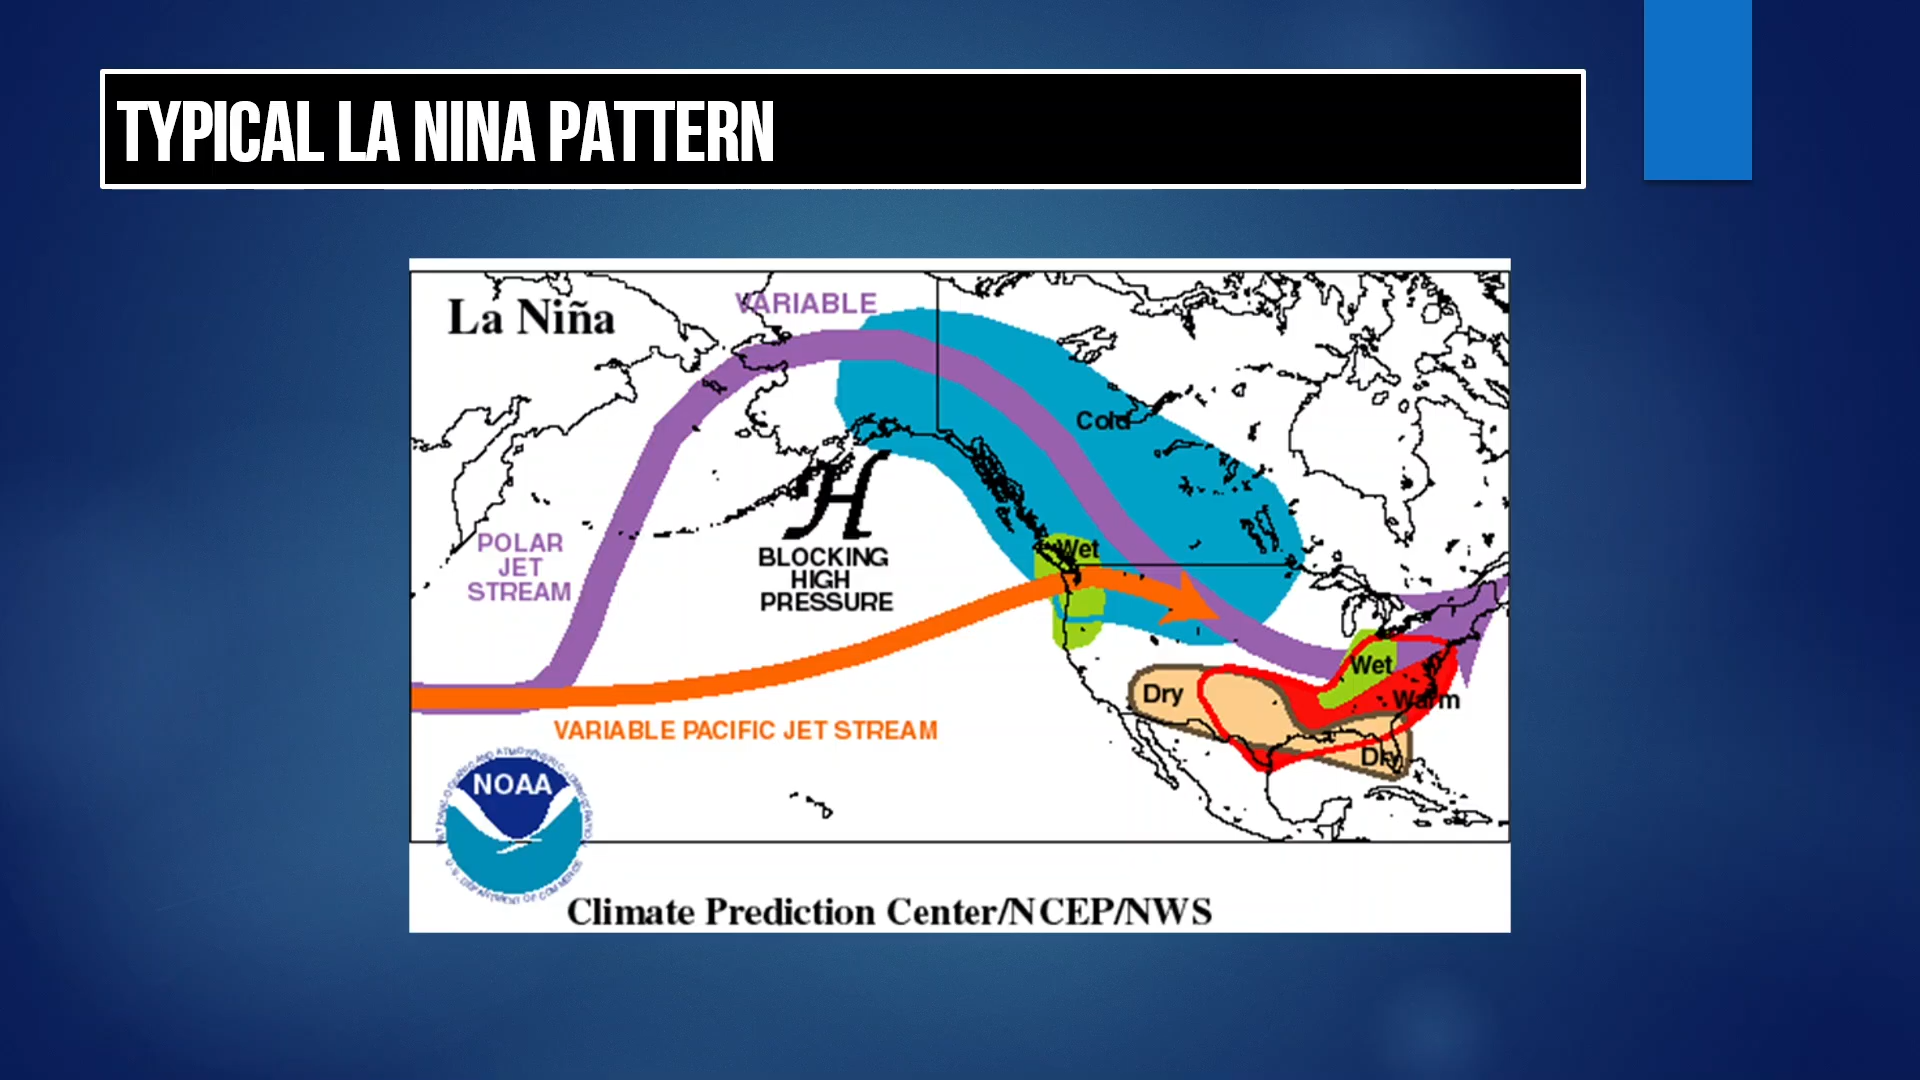 TYPICAL LA NINA PATTERN
La Niña
VARIABLE
Cold
POLAR
JET
STREAM
BLOCKING
HIGH
PRESSURE
H
Wet
Wet
Dry
Warm
Dry
VARIABLE PACIFIC JET STREAM
NOAA
Climate Prediction Center/NCEP/NWS